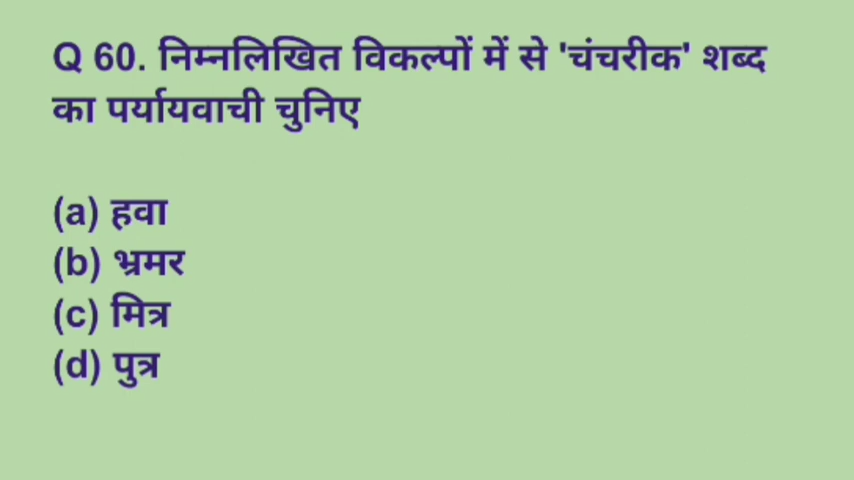 Q 60. निम्नलिखित विकल्पों में से 'चंचरीक' शब्द
का पर्यायवाची चुनिए
(a) हवा
(b) भ्रमर
(c) मित्र
(d) पुत्र